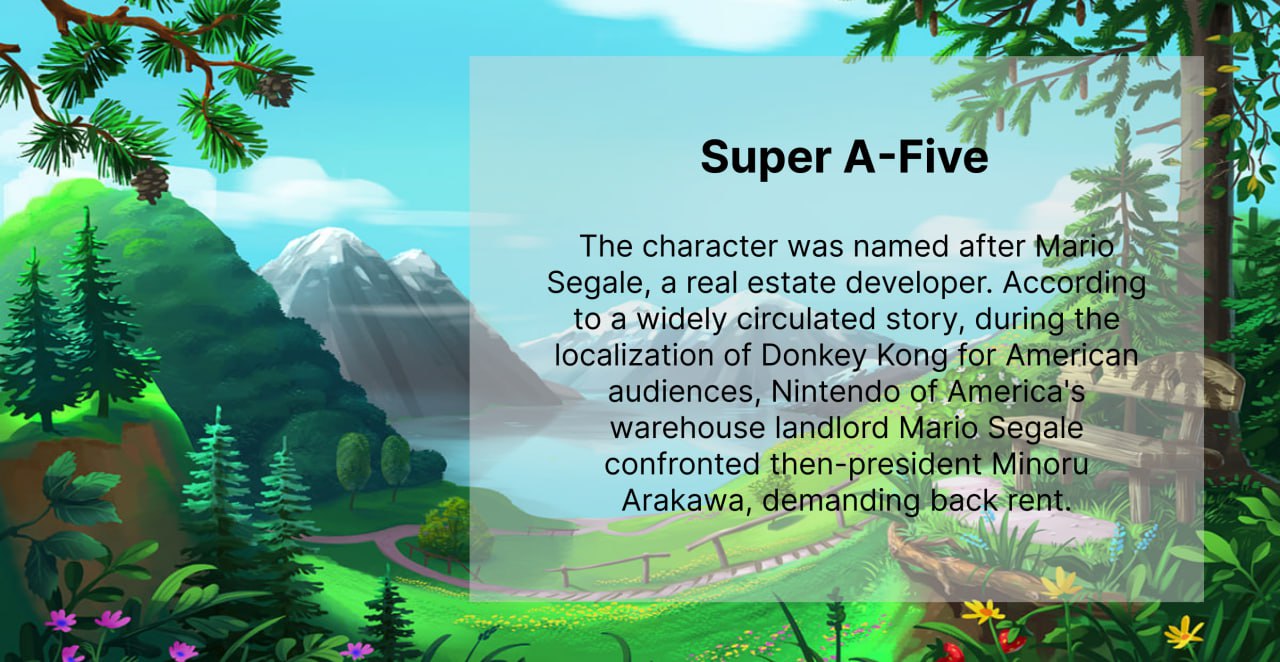 Super A-Five
The character was named after Mario
Segale, a real estate developer. According
to a widely circulated story, during the
localization of Donkey Kong for American
audiences, Nintendo of America's
warehouse landlord Mario Segale
confronted then-president Minoru
Arakawa, demanding back rent.